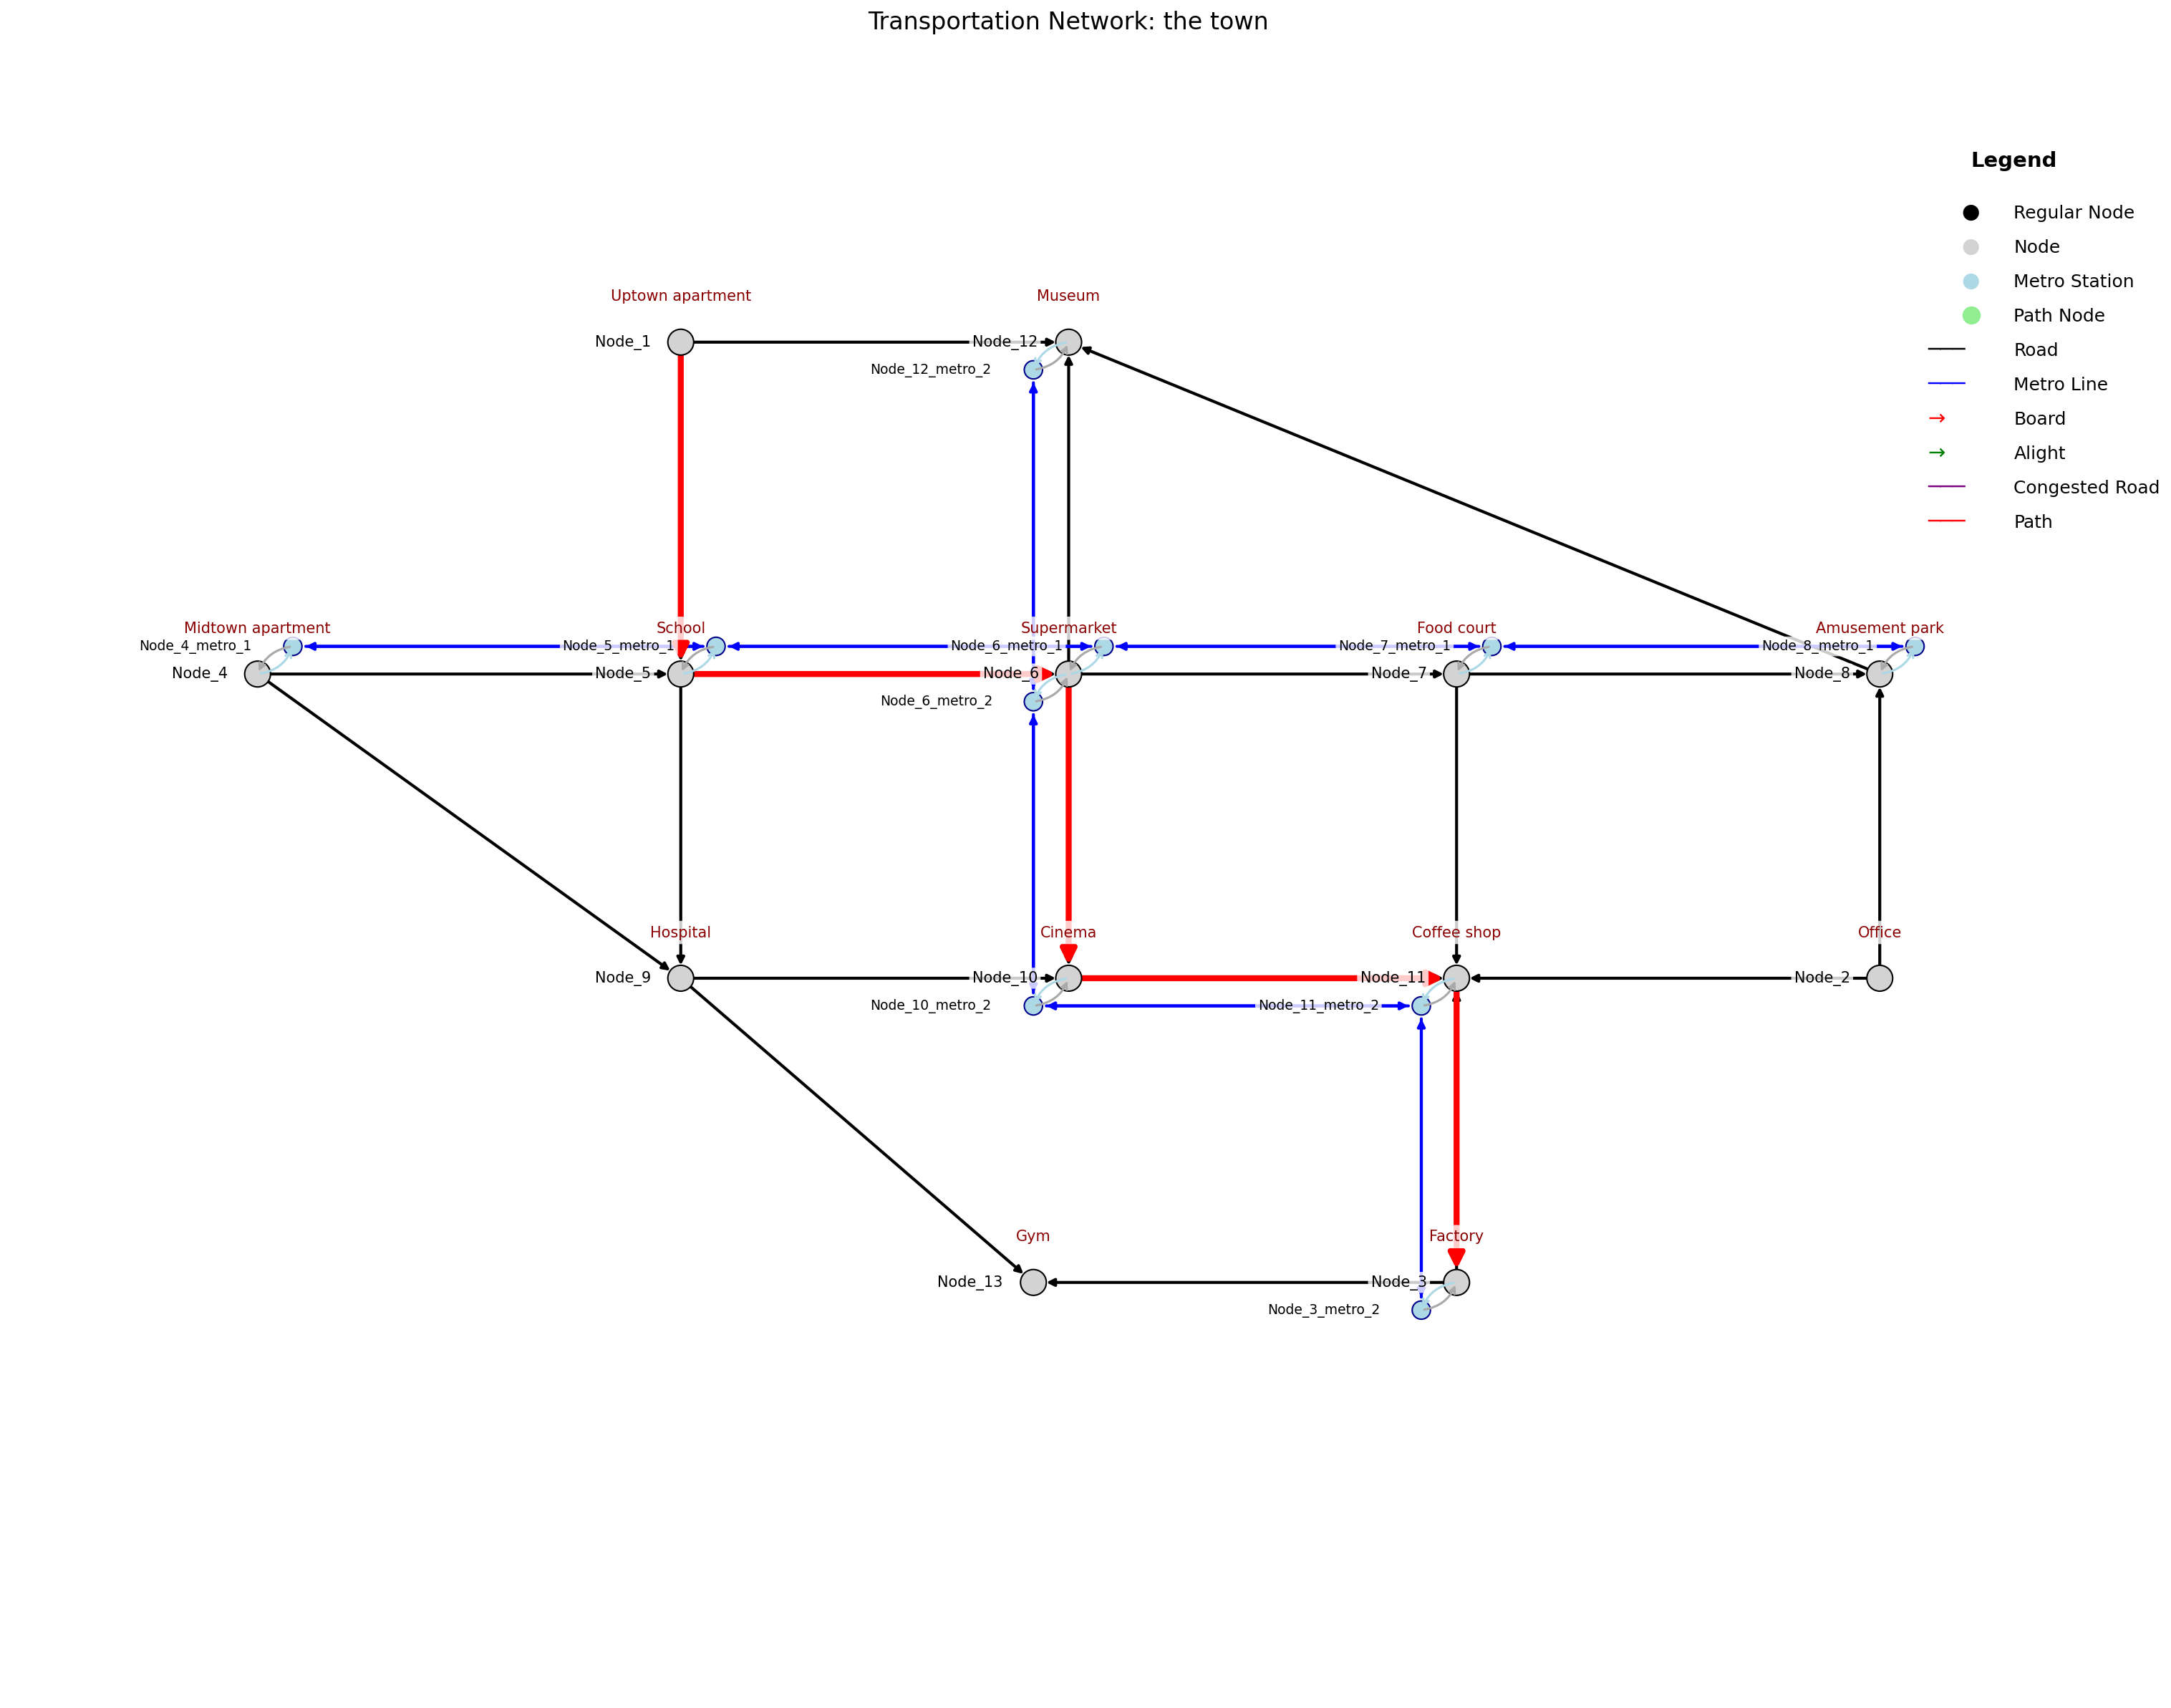 Transportation Network: the town
Legend
Regular Node
Node
Metro Station
Path Node
Road
Metro Line
→ Board
→ Alight
Congested Road
Path
Uptown apartment
Museum
Node_1
Node_12
Node_12_metro_2
Midtown apartment
School
Supermarket
Food court
Amusement park
Node_4_metro_1
Node_5_metro_1
Node_6_metro_1
Node_7_metro_1
Node_8_metro_1
Node_4
Node_5
Node_6
Node_7
Node_8
Node_6_metro_2
Hospital
Cinema
Coffee shop
Office
Node_9
Node_10
Node_11
Node_2
Node_10_metro_2
Node_11_metro_2
Gym
Factory
Node_13
Node_3
Node_3_metro_2